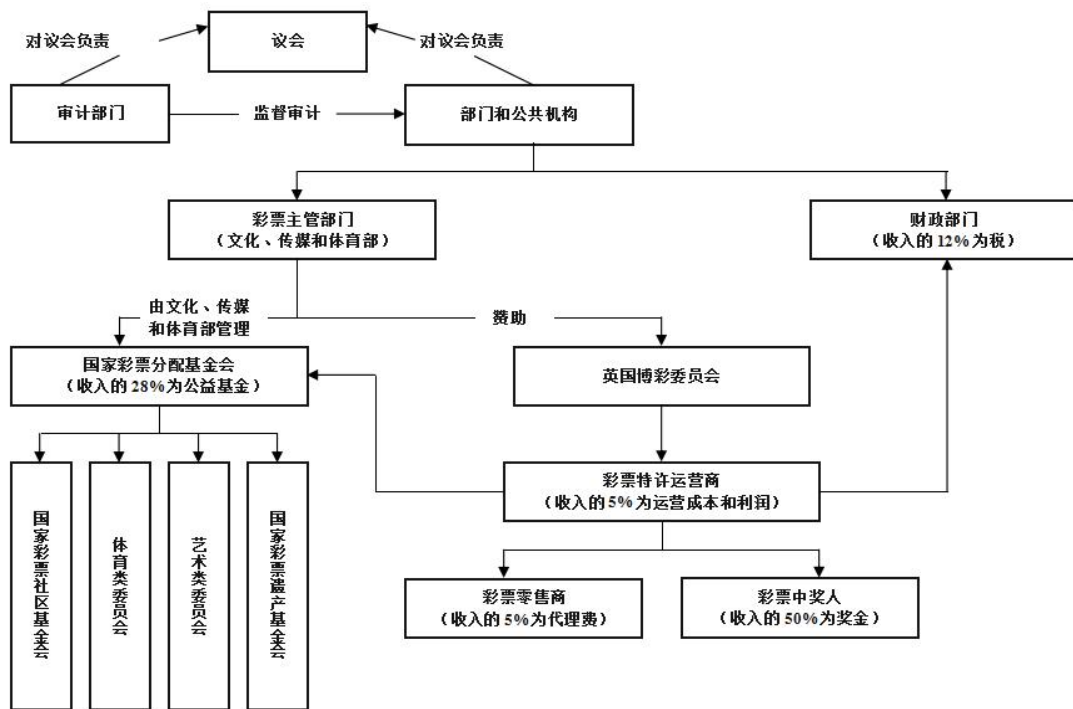 对议会负责
议会
对议会负责
审计部门
监督审计
部门和公共机构
彩票主管部门
（文化、传媒和体育部）
财政部门
（收入的12%为税）
由文化、传媒
和体育部管理
赞助
国家彩票分配基金会
（收入的28%为公益基金）
英国博彩委员会
彩票特许运营商
（收入的5%为运营成本和利润）
国家彩票社区基金会
体育类委员会
艺术类委员会
国家彩票遗产基金会
彩票零售商
（收入的5%为代理费）
彩票中奖人
（收入的50%为奖金）